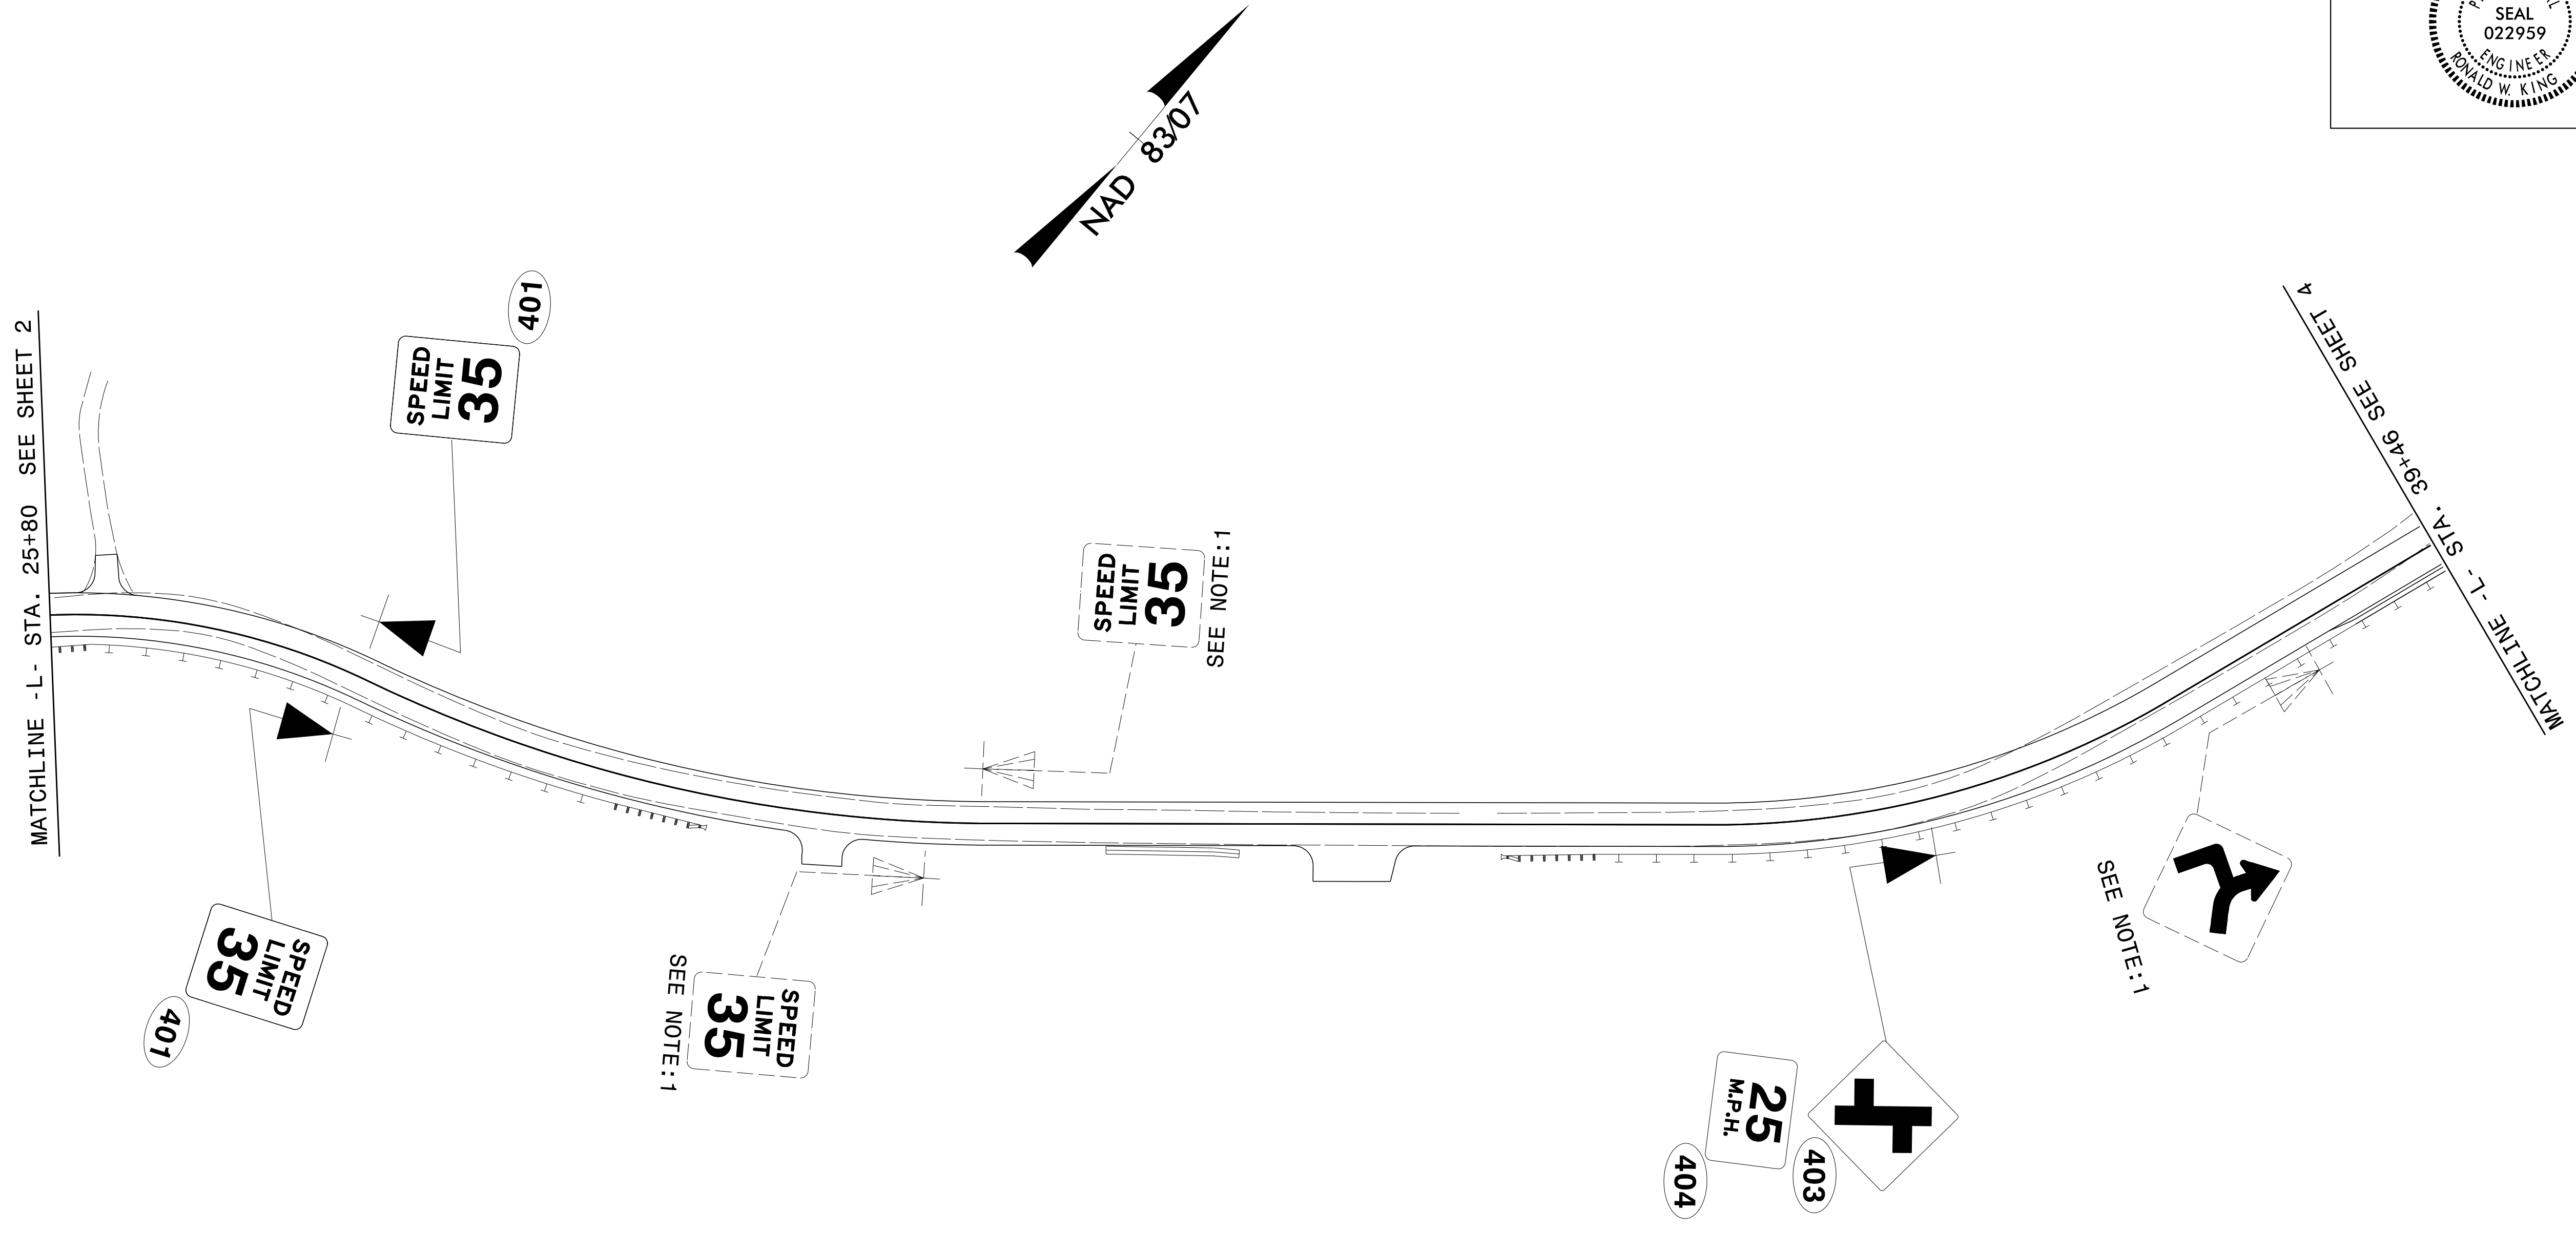 SEAL
022959
ENGINEER
RONALD W. KING
NAD 83/07
MATCHLINE -L- STA. 25+80 SEE SHEET 2
401
SPEED
LIMIT
35
SPEED
LIMIT
35
SEE NOTE:1
MATCHLINE -L- STA. 39+46 SEE SHEET 4
SPEED
LIMIT
35
401
SPEED
LIMIT
35
SEE NOTE:1
25
M.P.H.
404
403
SEE NOTE:1